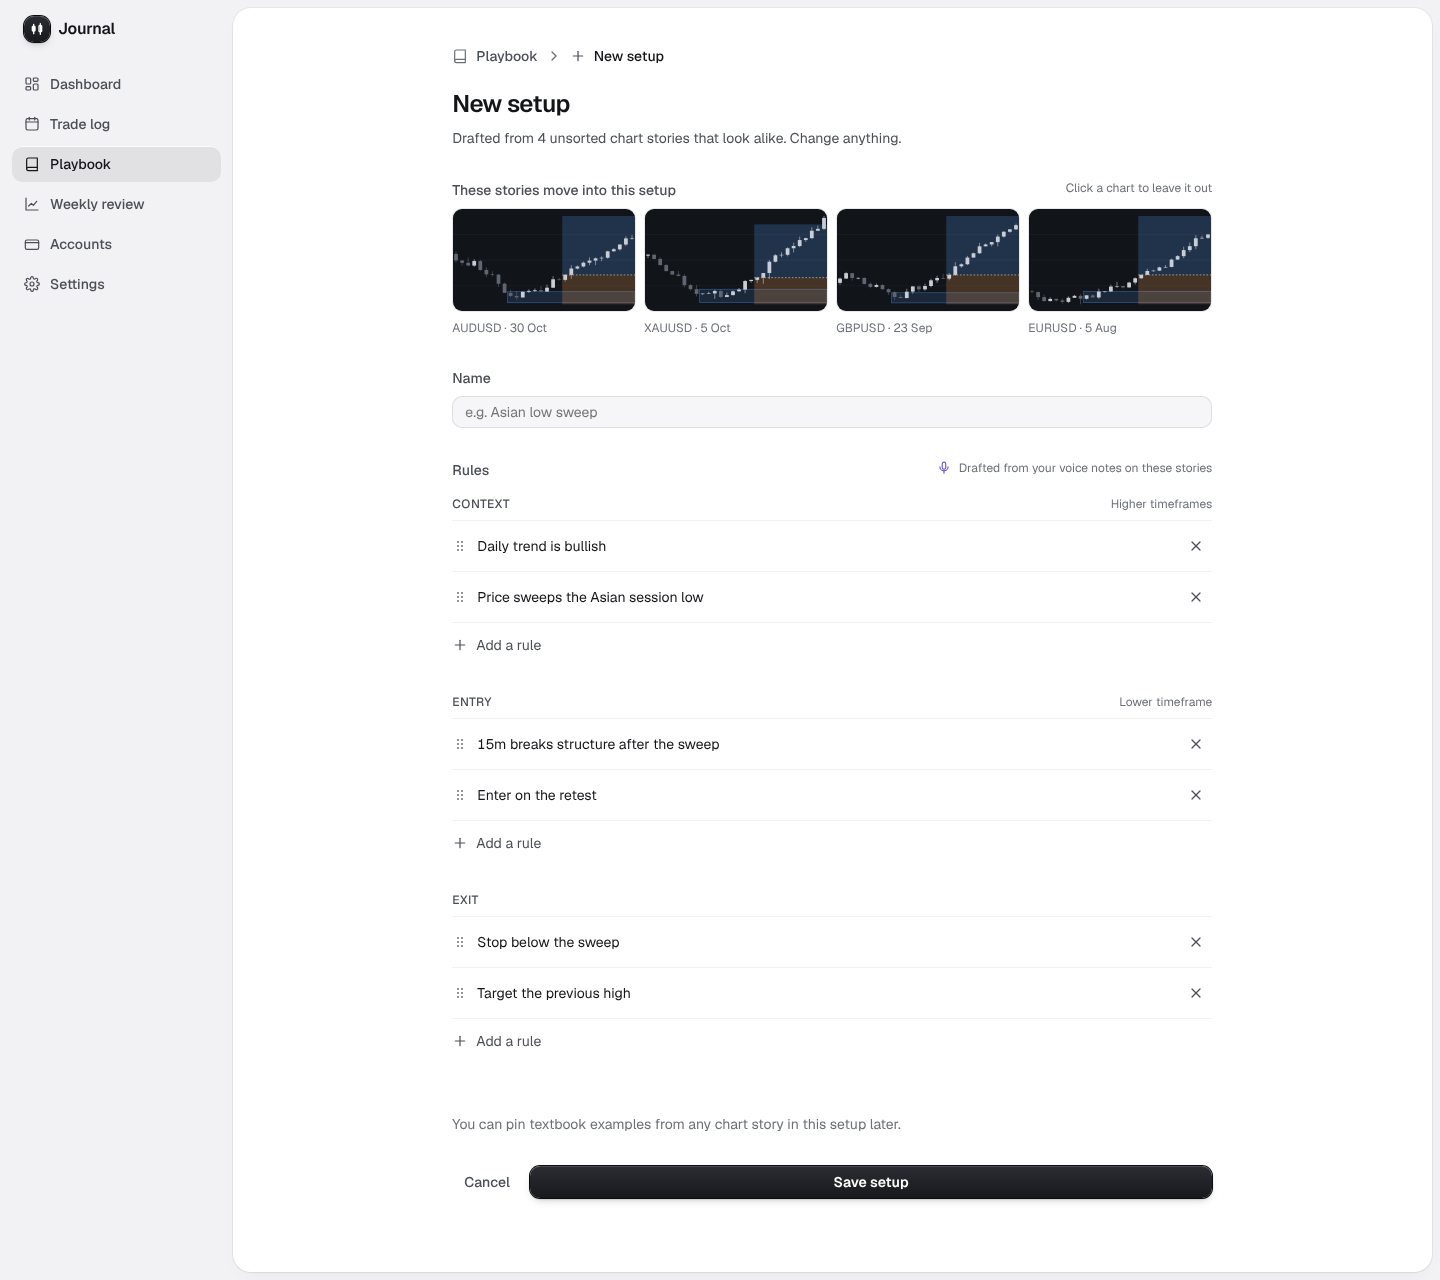 Journal
Dashboard
Trade log
Playbook
Weekly review
Accounts
Settings
Playbook
New setup
New setup
Drafted from 4 unsorted chart stories that look alike. Change anything.
These stories move into this setup
Click a chart to leave it out
AUDUSD · 30 Oct
XAUUSD · 5 Oct
GBPUSD · 23 Sep
EURUSD · 5 Aug
Name
e.g. Asian low sweep
Rules
Drafted from your voice notes on these stories
CONTEXT
Higher timeframes
Daily trend is bullish
Price sweeps the Asian session low
Add a rule
ENTRY
Lower timeframe
15m breaks structure after the sweep
Enter on the retest
Add a rule
EXIT
Stop below the sweep
Target the previous high
Add a rule
You can pin textbook examples from any chart story in this setup later.
Cancel
Save setup